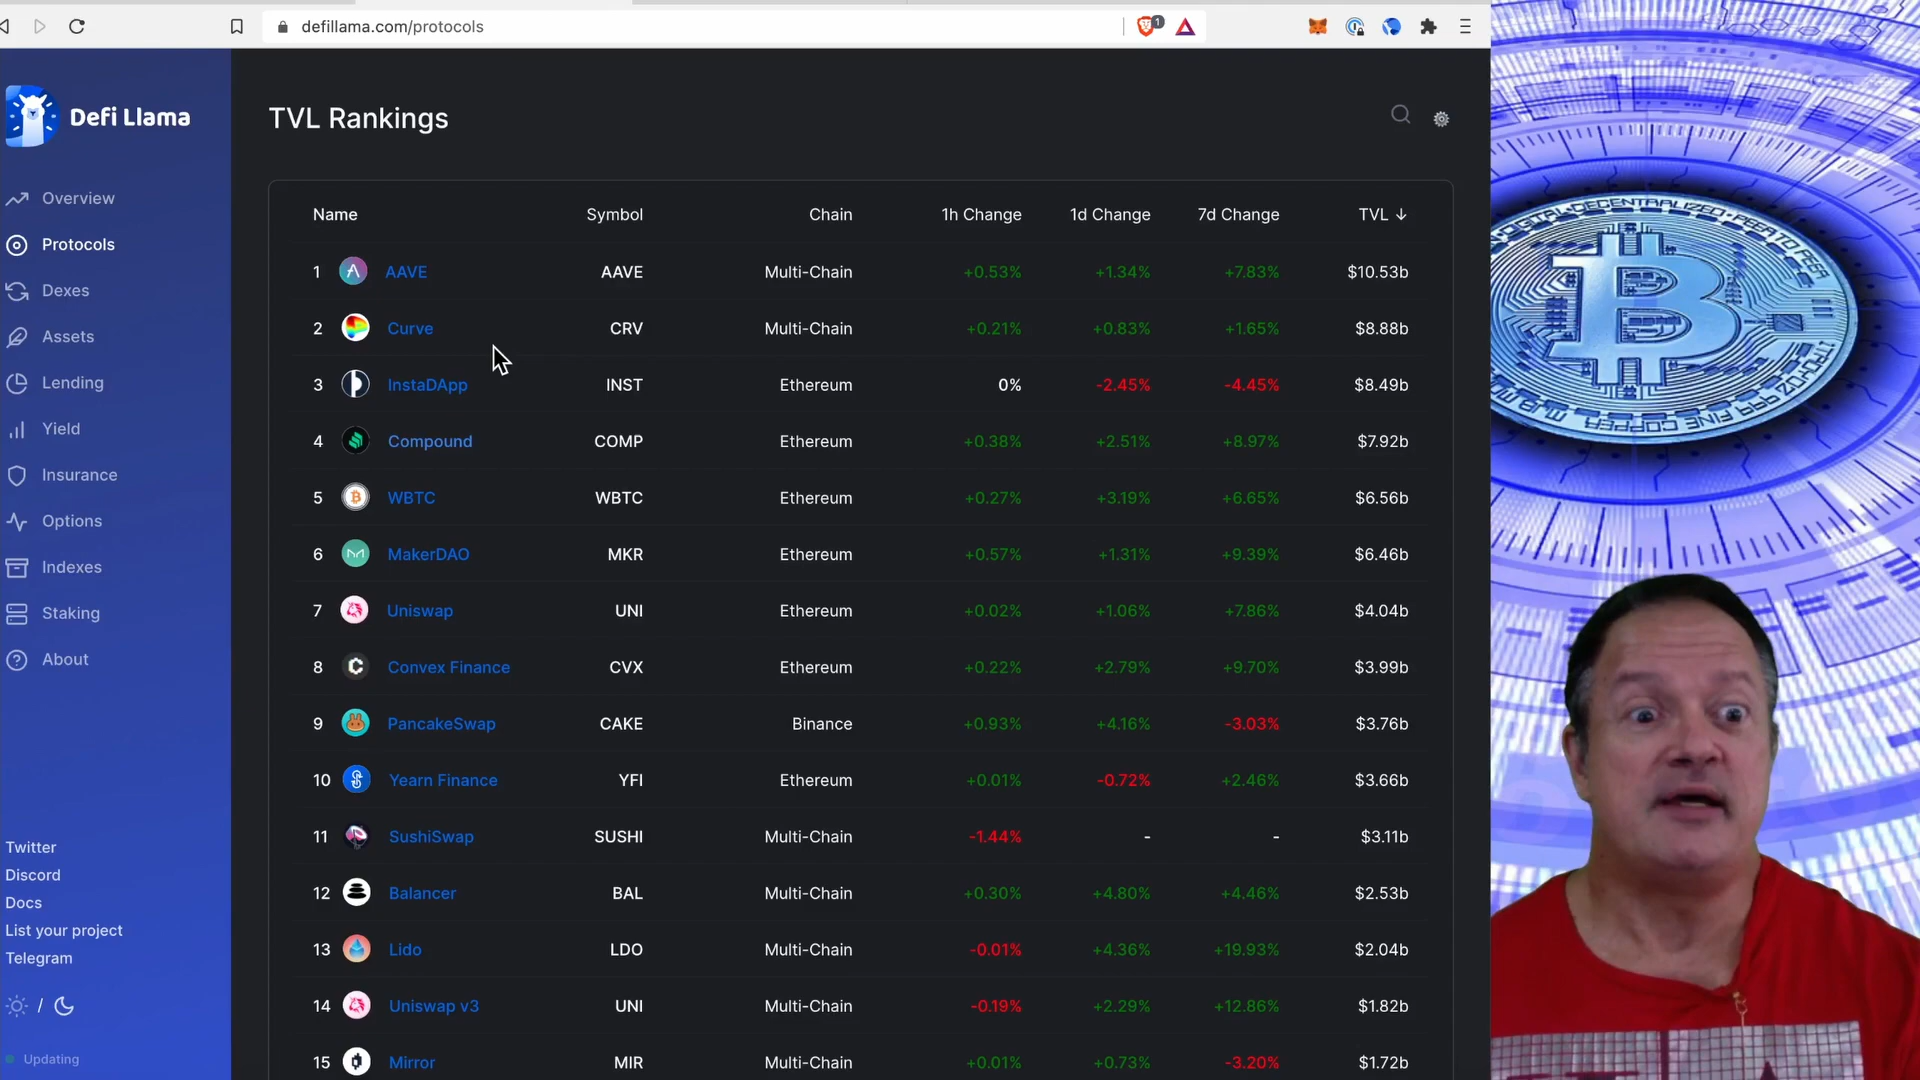 defillama.com/protocols
1
Defi Llama
Overview
Protocols
Dexes
Assets
Lending
Yield
Insurance
Options
Indexes
Staking
About
Twitter
Discord
Docs
List your project
Telegram
/
Updating
TVL Rankings
Name Symbol Chain 1h Change 1d Change 7d Change TVL ↓
1 AAVE AAVE Multi-Chain +0.53% +1.34% +7.83% $10.53b
2 Curve CRV Multi-Chain +0.21% +0.83% +1.65% $8.88b
3 InstaDApp INST Ethereum 0% -2.45% -4.45% $8.49b
4 Compound COMP Ethereum +0.38% +2.51% +8.97% $7.92b
5 WBTC WBTC Ethereum +0.27% +3.19% +6.65% $6.56b
6 MakerDAO MKR Ethereum +0.57% +1.31% +9.39% $6.46b
7 Uniswap UNI Ethereum +0.02% +1.06% +7.86% $4.04b
8 Convex Finance CVX Ethereum +0.22% +2.79% +9.70% $3.99b
9 PancakeSwap CAKE Binance +0.93% +4.16% -3.03% $3.76b
10 Yearn Finance YFI Ethereum +0.01% -0.72% +2.46% $3.66b
11 SushiSwap SUSHI Multi-Chain -1.44% - - $3.11b
12 Balancer BAL Multi-Chain +0.30% +4.80% +4.46% $2.53b
13 Lido LDO Multi-Chain -0.01% +4.36% +19.93% $2.04b
14 Uniswap v3 UNI Multi-Chain -0.19% +2.29% +12.86% $1.82b
15 Mirror MIR Multi-Chain +0.01% +0.73% -3.20% $1.72b
DIGITAL • DECENTRALIZED • PEER TO PEER
999 FINE COPPER